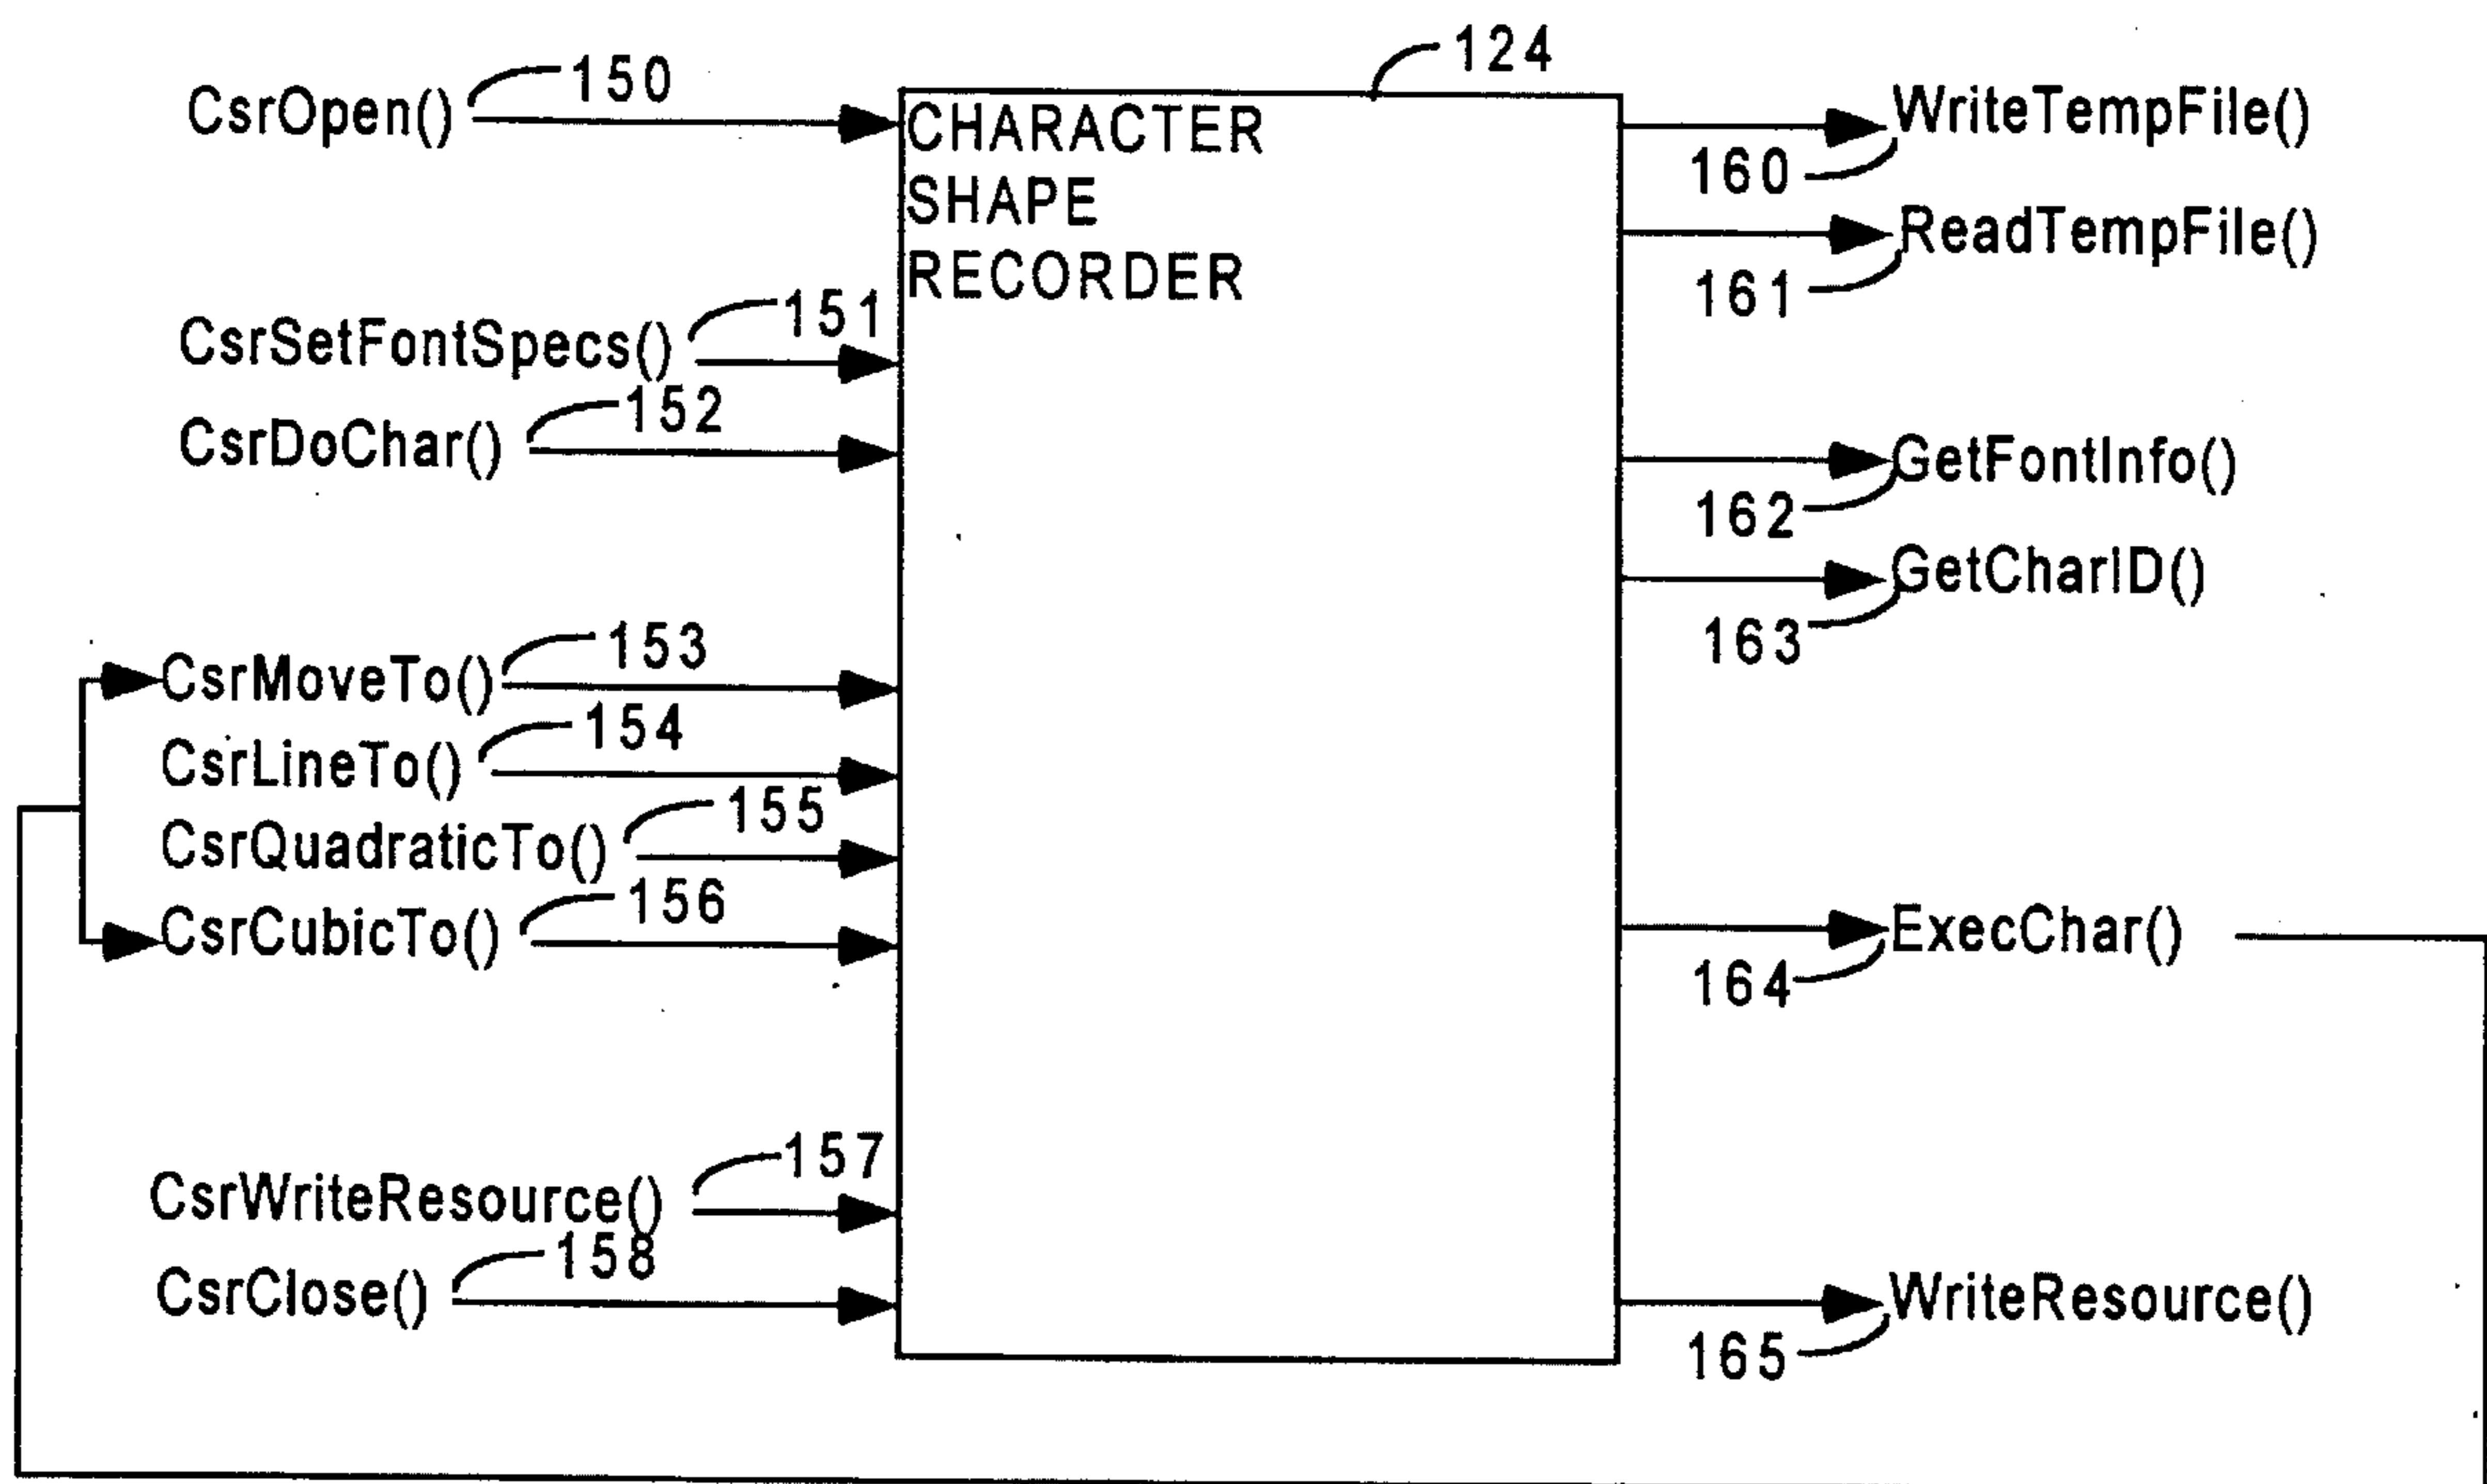 124
CsrOpen() 150
CHARACTER
SHAPE
RECORDER
CsrSetFontSpecs() 151
CsrDoChar() 152
CsrMoveTo() 153
CsrLineTo() 154
CsrQuadraticTo() 155
CsrCubicTo() 156
CsrWriteResource() 157
CsrClose() 158
WriteTempFile()
160
ReadTempFile()
161
GetFontInfo()
162
GetCharID()
163
ExecChar()
164
WriteResource()
165